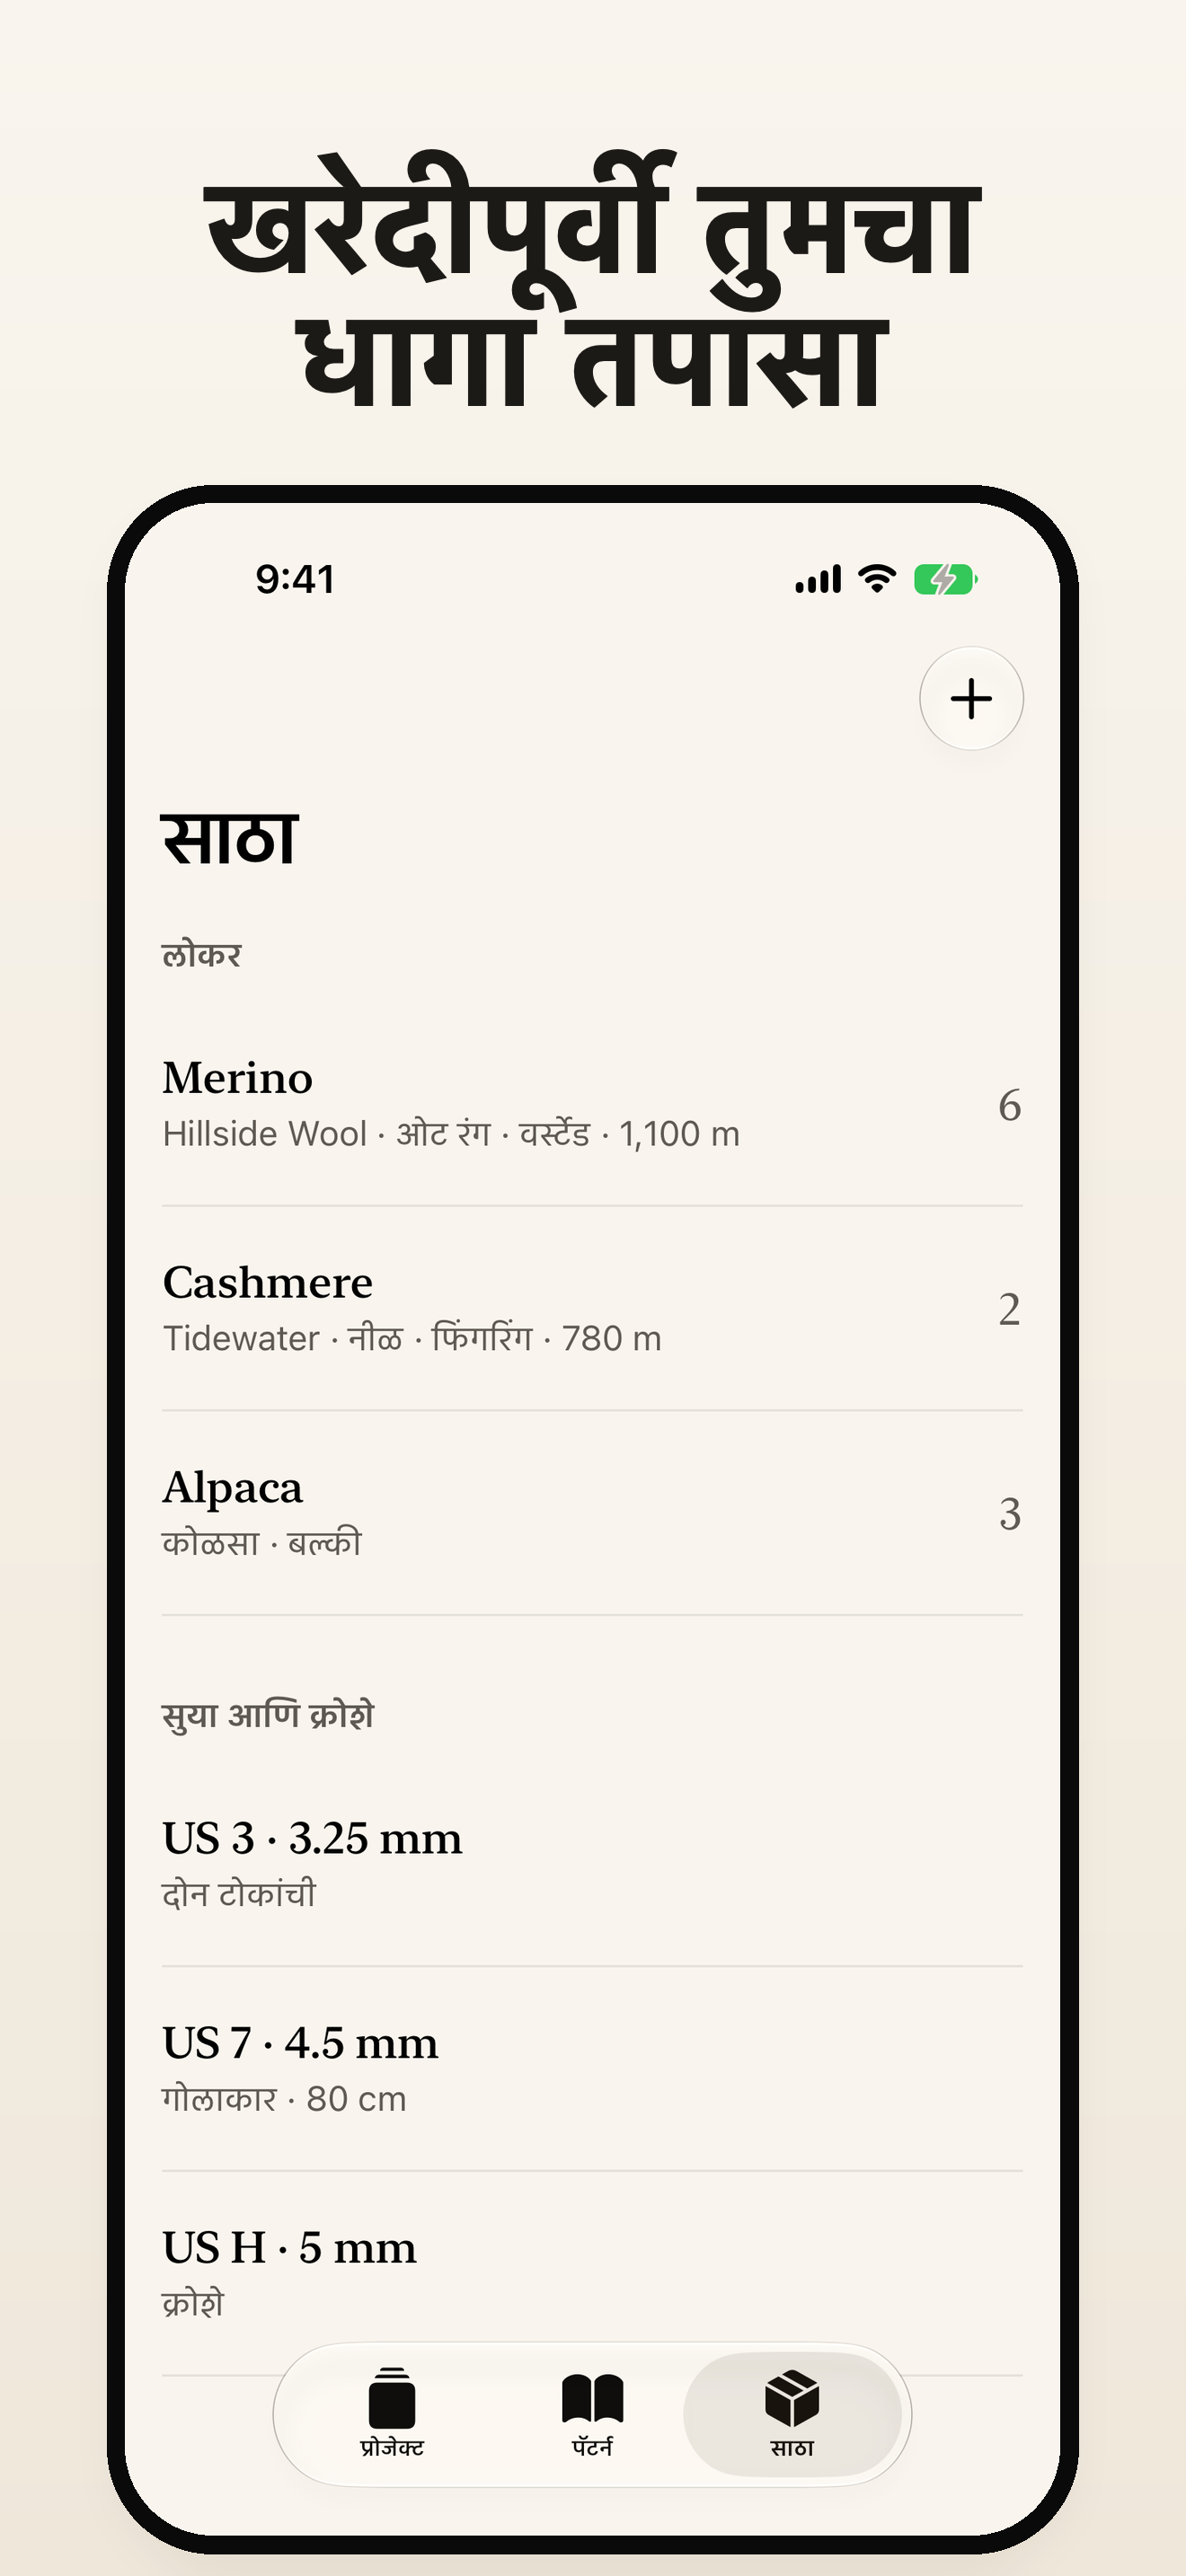 खरेदीपूर्वी तुमचा
धागा तपासा
9:41
साठा
लोकर
Merino
Hillside Wool · ओट रंग · वर्स्टेड · 1,100 m
6
Cashmere
Tidewater · नीळ · फिंगरिंग · 780 m
2
Alpaca
कोळसा · बल्की
3
सुया आणि क्रोशे
US 3 · 3.25 mm
दोन टोकांची
US 7 · 4.5 mm
गोलाकार · 80 cm
US H · 5 mm
क्रोशे
प्रोजेक्ट
पॅटर्न
साठा